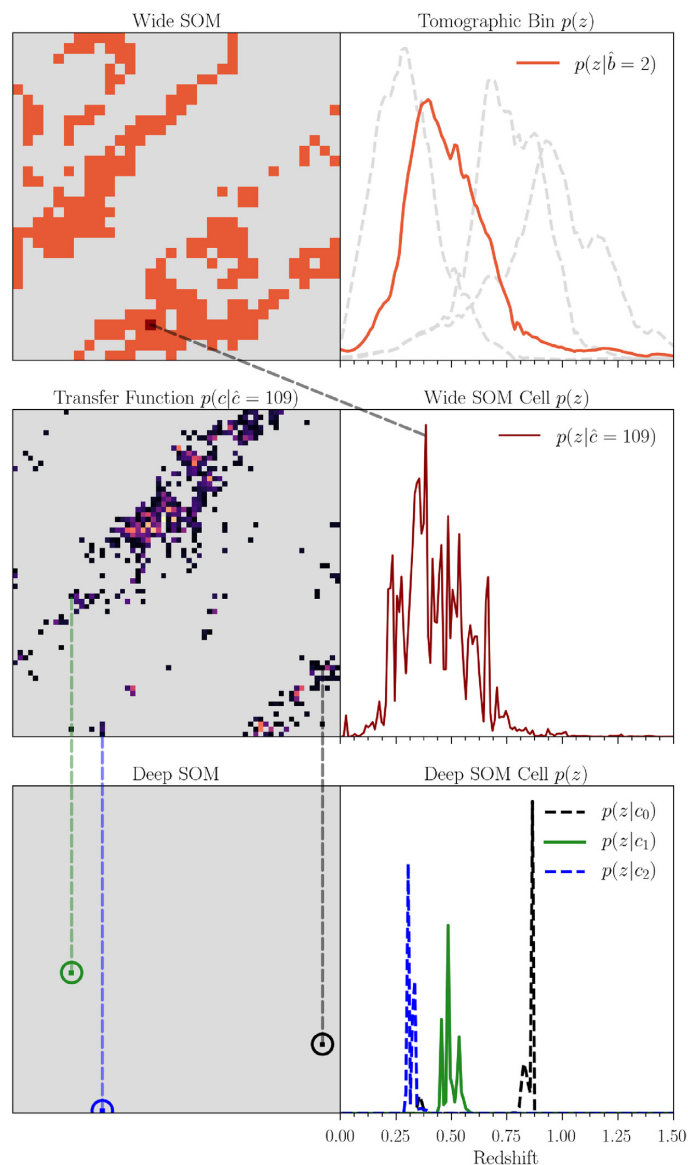 Wide SOM
Tomographic Bin p(z)
p(z|b̂ = 2)
Transfer Function p(c|ĉ = 109)
Wide SOM Cell p(z)
p(z|ĉ = 109)
Deep SOM
Deep SOM Cell p(z)
p(z|c₀)
p(z|c₁)
p(z|c₂)
0.00 0.25 0.50 0.75 1.00 1.25 1.50
Redshift